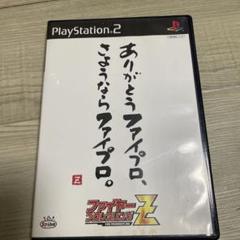 PlayStation 2
ありがとうファイプロ、
さようならファイプロ。
Z
ファイヤー
プロレスリング
Z
Spike